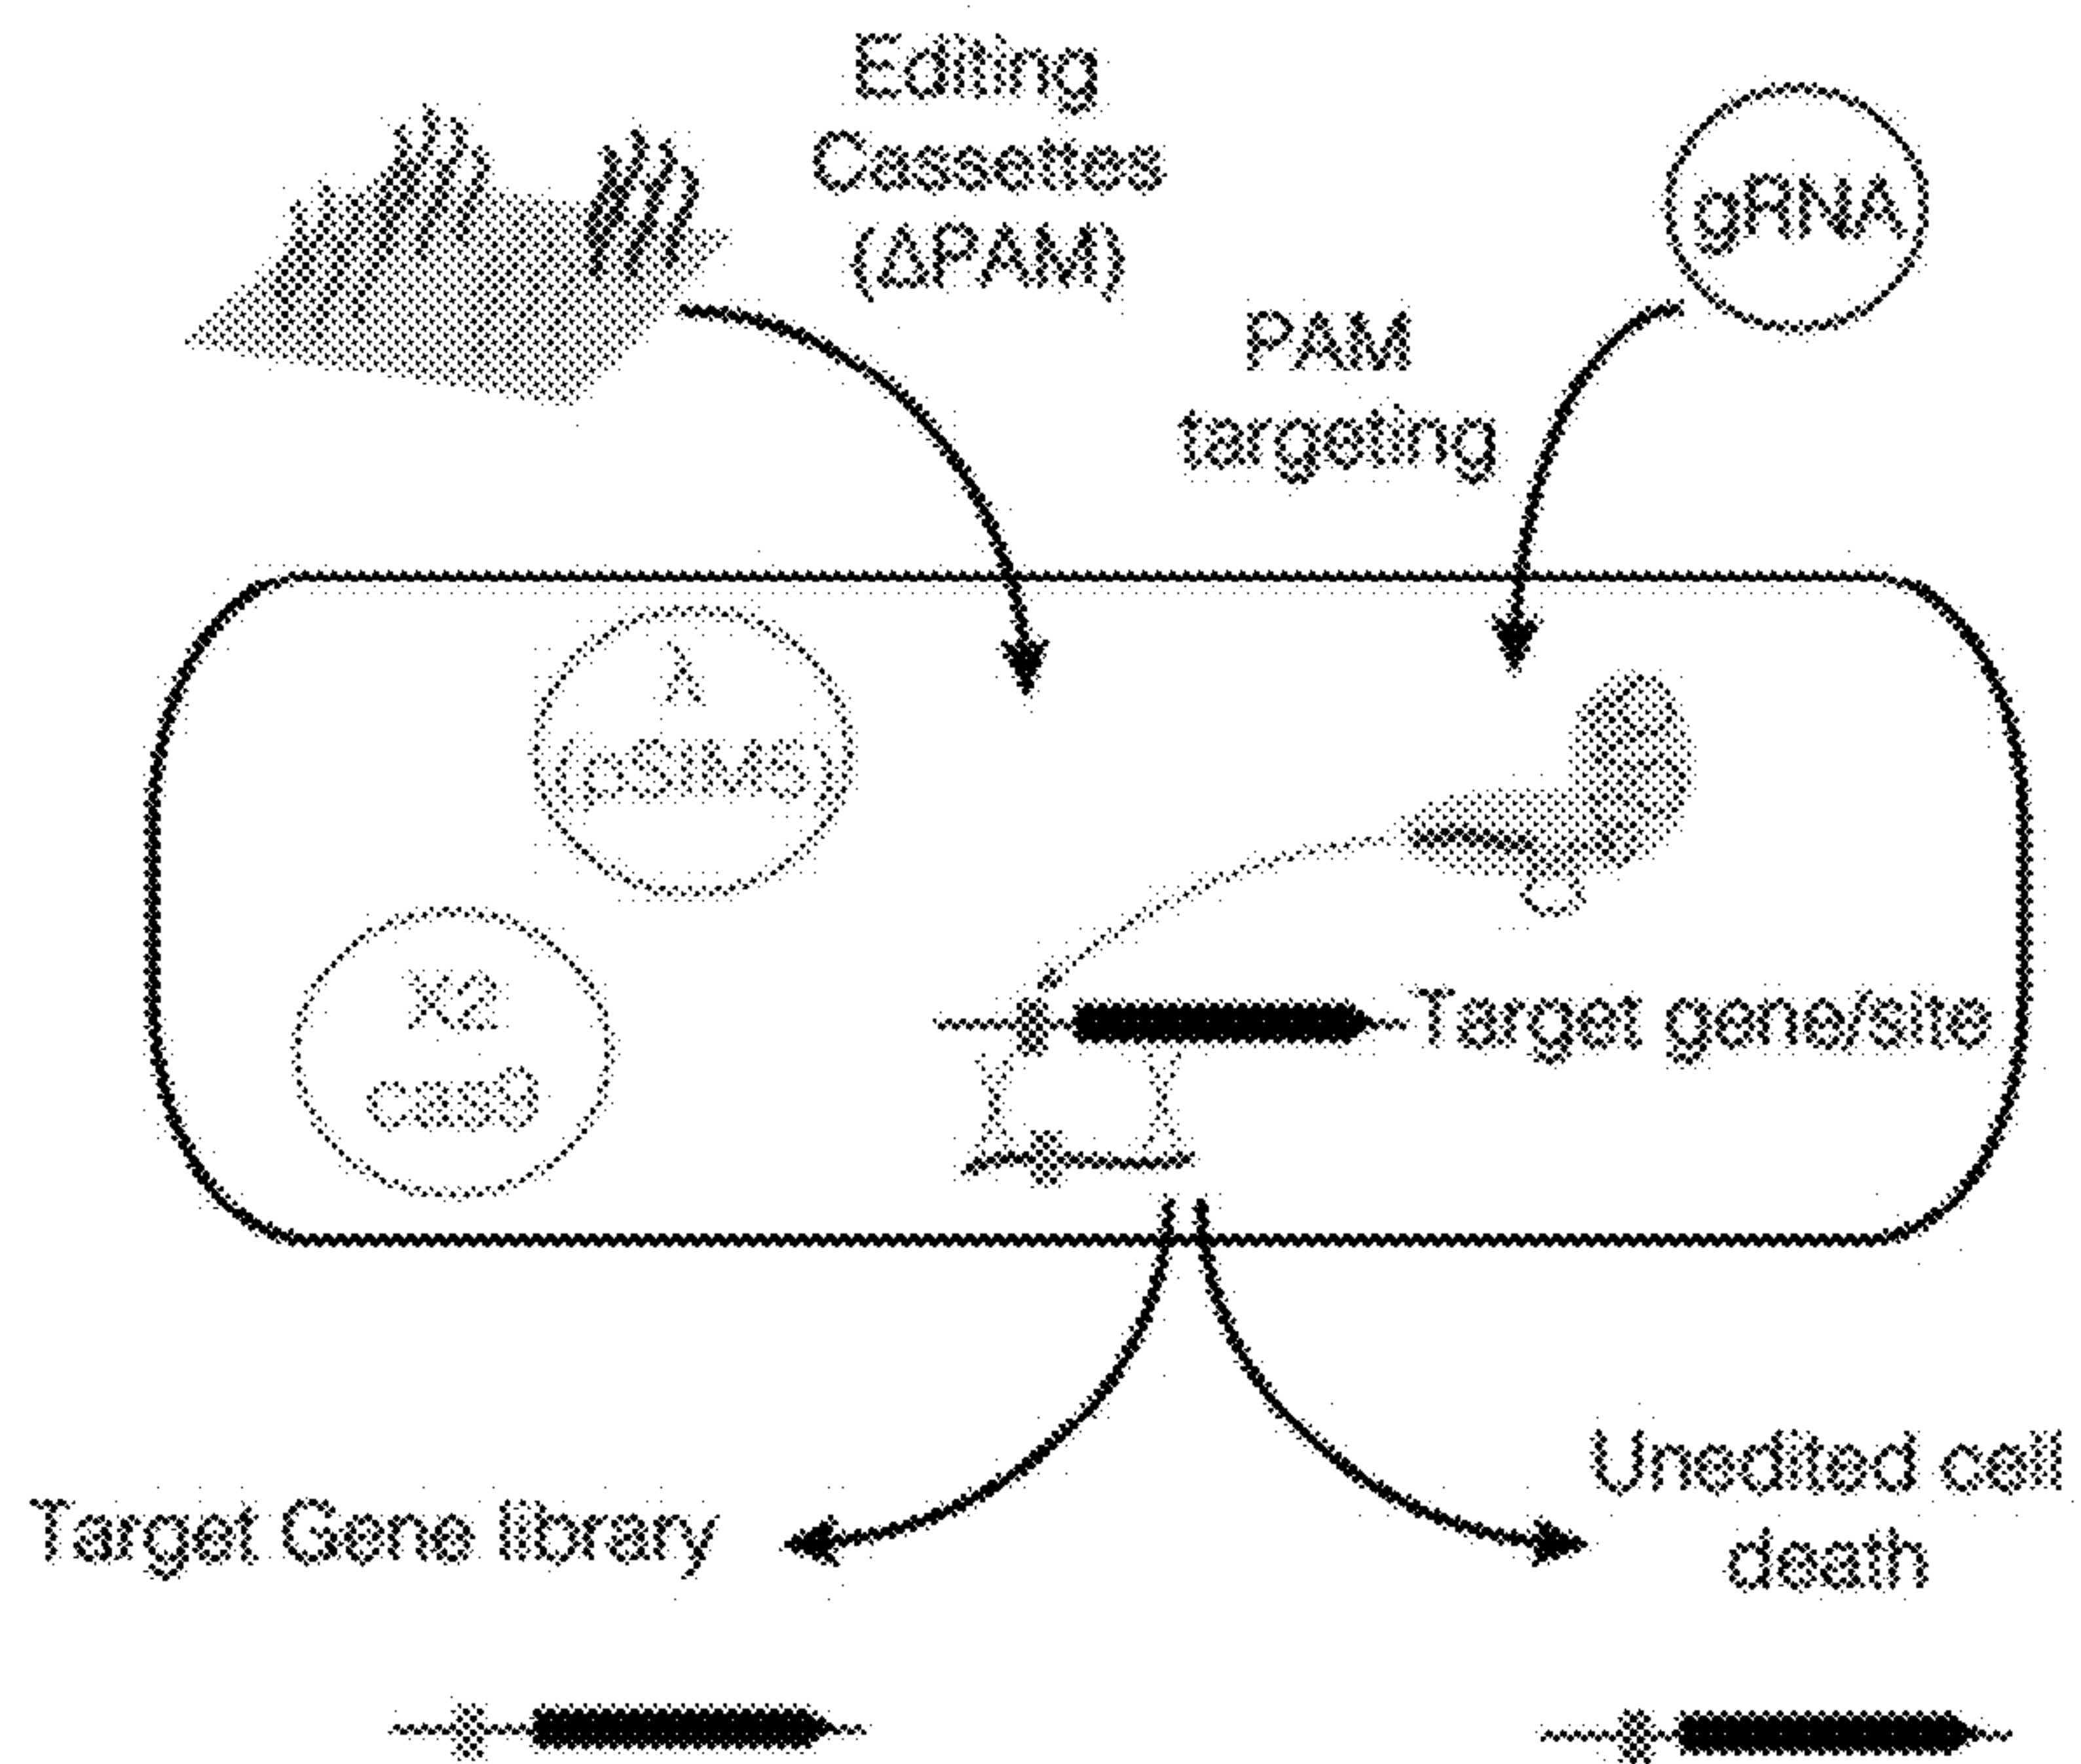 Editing
Cassettes
(ΔPAM)
gRNA
PAM
targeting
λ
(pSIM5)
X2
cas9
Target gene/site
Target Gene library
Unedited cell
death